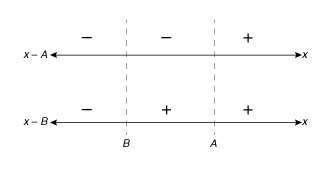 − − +
x − A x
− + +
x − B x
B A